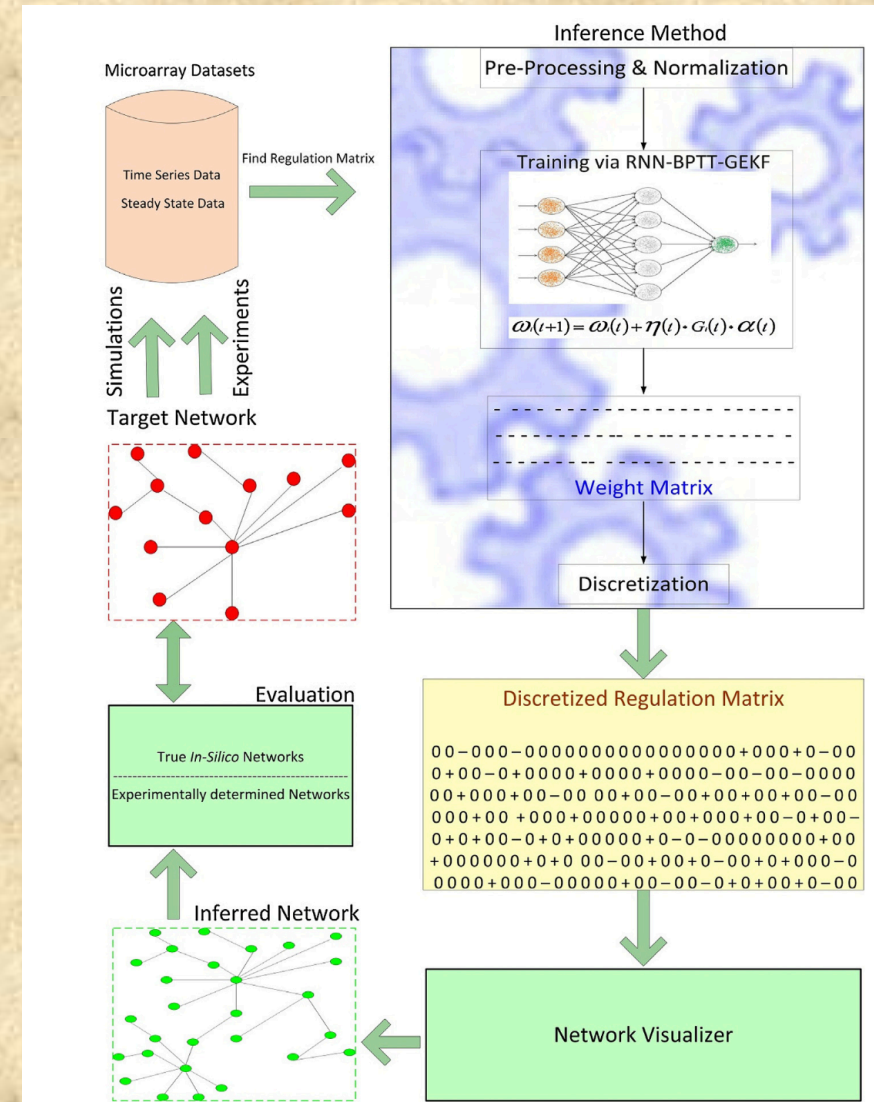 Inference Method
Microarray Datasets
Time Series Data
Steady State Data
Find Regulation Matrix
Pre-Processing & Normalization
Training via RNN-BPTT-GEKF
ωᵢ(t+1) = ωᵢ(t) + η(t) · Gᵢ(t) · α(t)
Weight Matrix
Discretization
Simulations
Experiments
Target Network
Evaluation
True In-Silico Networks
Experimentally determined Networks
Discretized Regulation Matrix
0 0 – 0 0 0 – 0 0 0 0 0 0 0 0 0 0 0 0 0 0 0 0 + 0 0 0 + 0 – 0 0
0 + 0 0 – 0 + 0 0 0 0 + 0 0 0 0 + 0 0 0 0 – 0 0 – 0 0 – 0 0 0 0
0 0 + 0 0 0 + 0 0 – 0 0 0 0 + 0 0 – 0 0 + 0 0 + 0 0 + 0 0 – 0 0
0 0 0 + 0 0 + 0 0 0 + 0 0 0 0 0 + 0 0 + 0 0 0 + 0 0 – 0 + 0 0 –
0 + 0 + 0 0 – 0 + 0 + 0 0 0 0 0 + 0 – 0 – 0 0 0 0 0 0 0 0 0 + 0 0
+ 0 0 0 0 0 0 + 0 + 0 0 0 – 0 0 + 0 0 + 0 – 0 0 + 0 + 0 0 0 – 0
0 0 0 0 + 0 0 0 – 0 0 0 0 0 + 0 0 – 0 0 – 0 + 0 + 0 0 + 0 – 0 0
Inferred Network
Network Visualizer